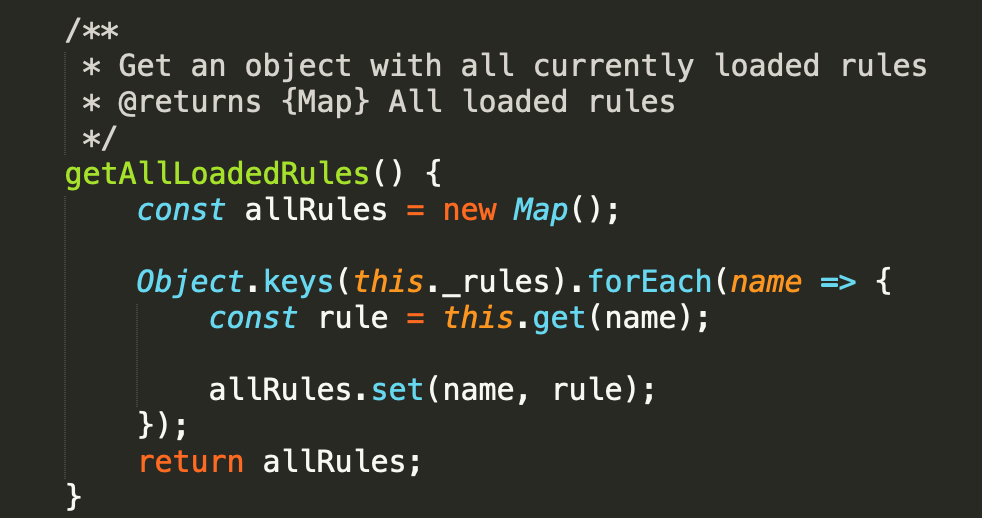 /**
 * Get an object with all currently loaded rules
 * @returns {Map} All loaded rules
 */
getAllLoadedRules() {
    const allRules = new Map();

    Object.keys(this._rules).forEach(name => {
        const rule = this.get(name);

        allRules.set(name, rule);
    });
    return allRules;
}